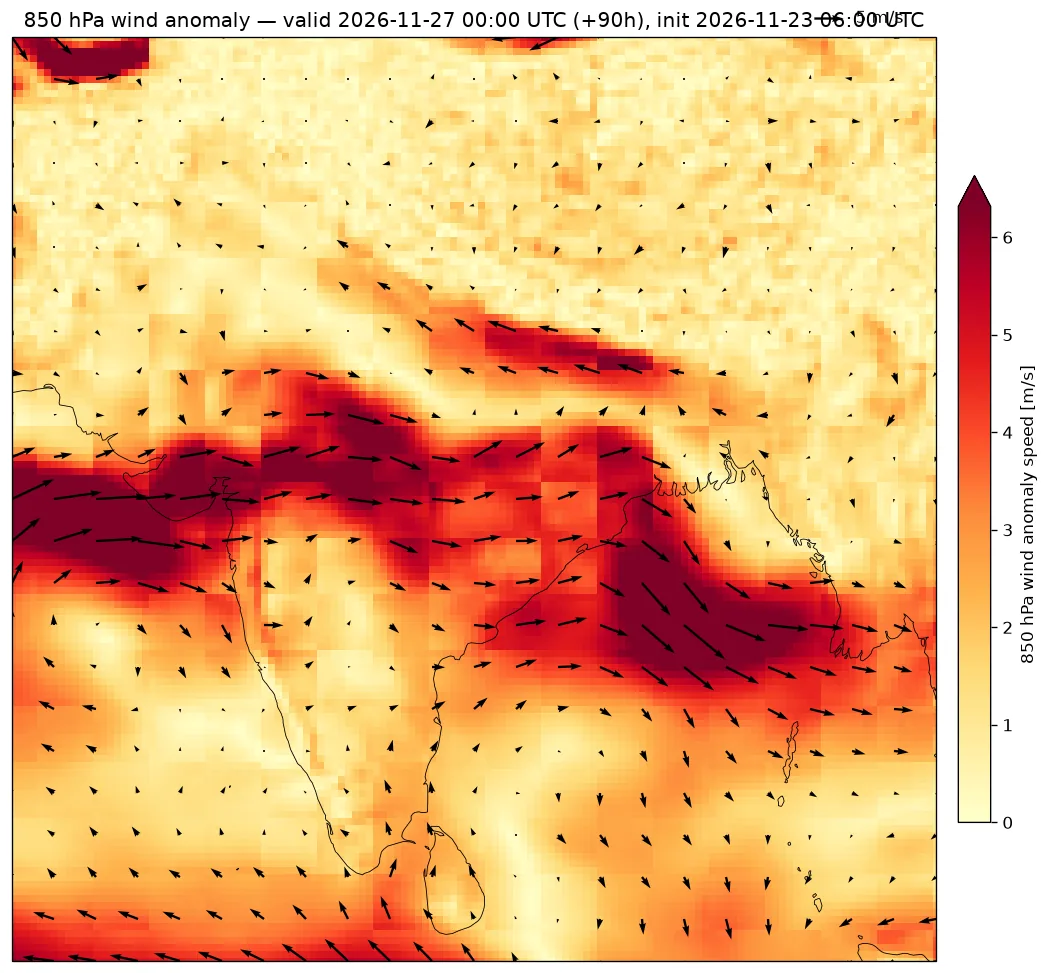 850 hPa wind anomaly — valid 2026-11-27 00:00 UTC (+90h), init 2026-11-23 06:00 UTC
5 m/s
6
5
4
3
2
1
0
850 hPa wind anomaly speed [m/s]